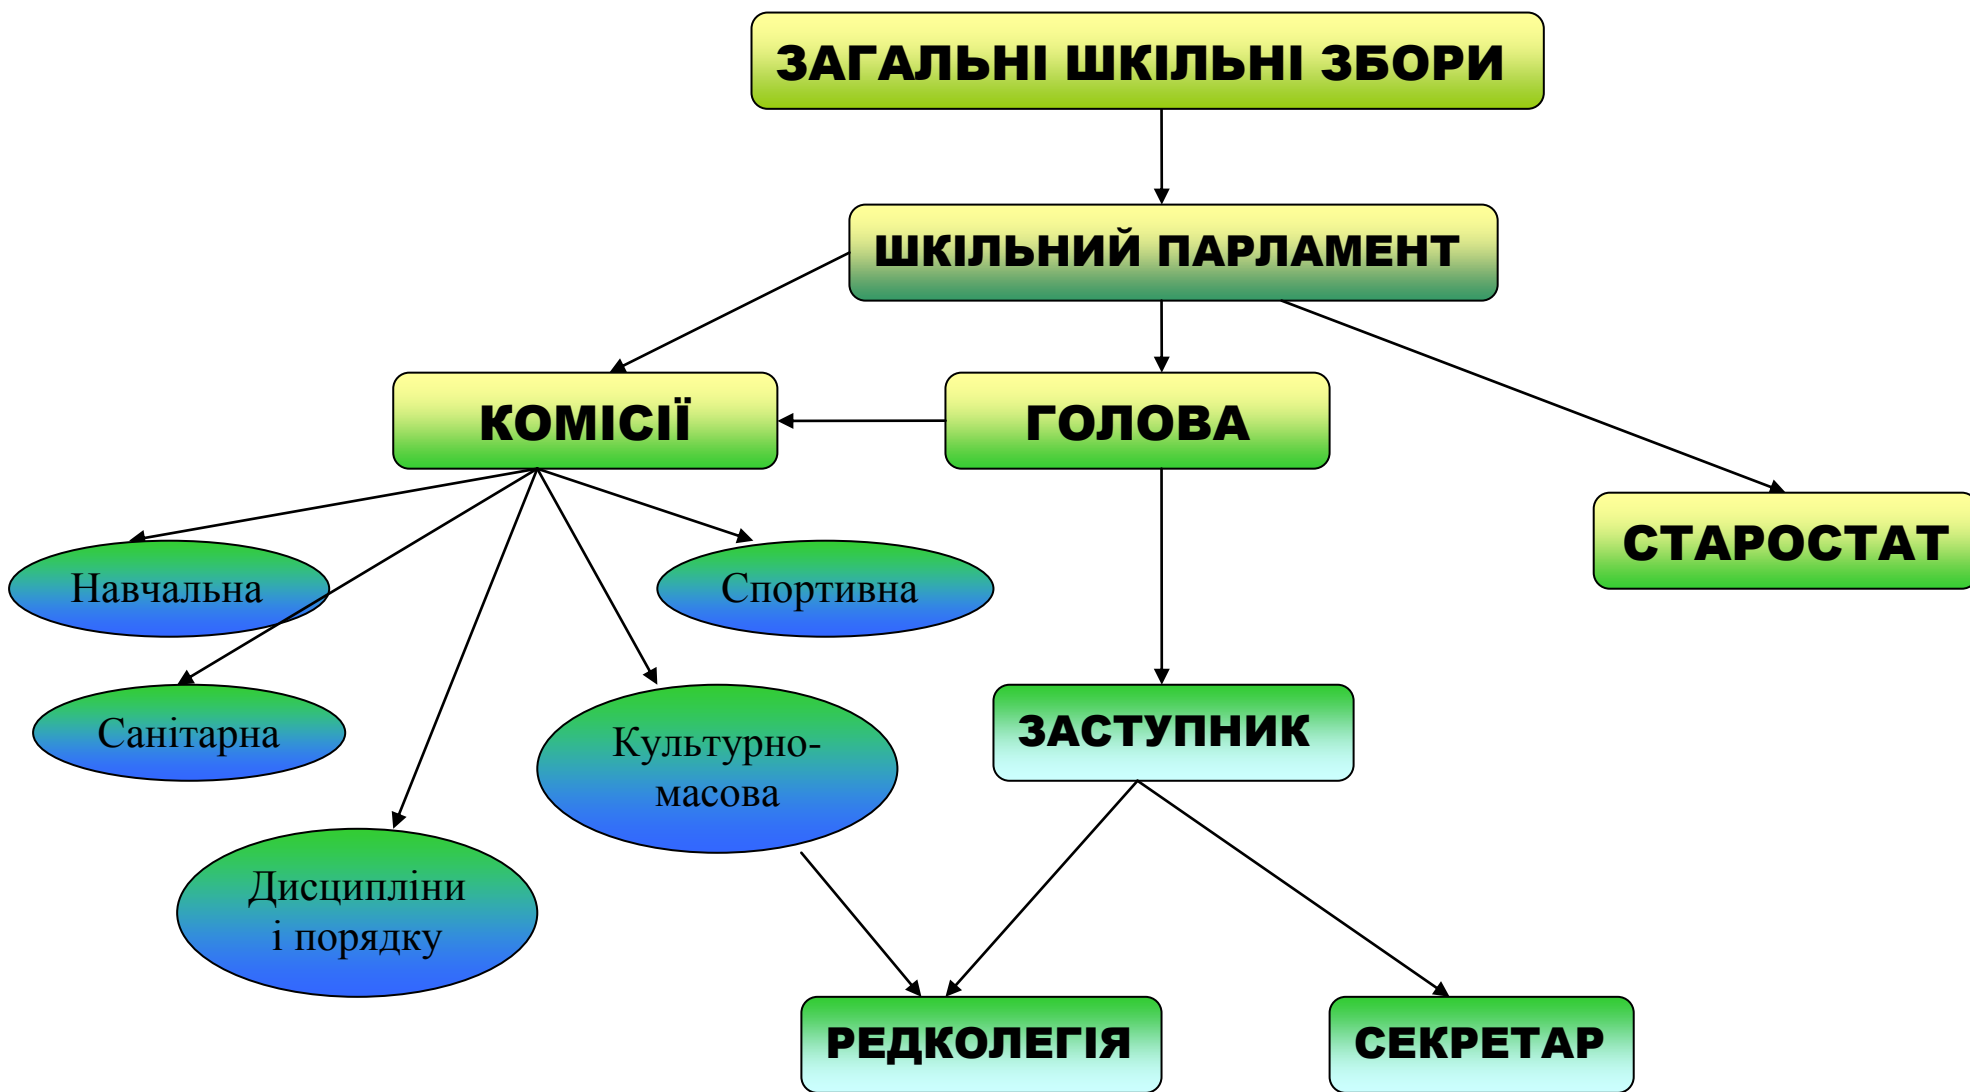 ЗАГАЛЬНІ ШКІЛЬНІ ЗБОРИ
ШКІЛЬНИЙ ПАРЛАМЕНТ
КОМІСІЇ
ГОЛОВА
СТАРОСТАТ
Навчальна
Спортивна
Санітарна
Культурно-
масова
ЗАСТУПНИК
Дисципліни
і порядку
РЕДКОЛЕГІЯ
СЕКРЕТАР